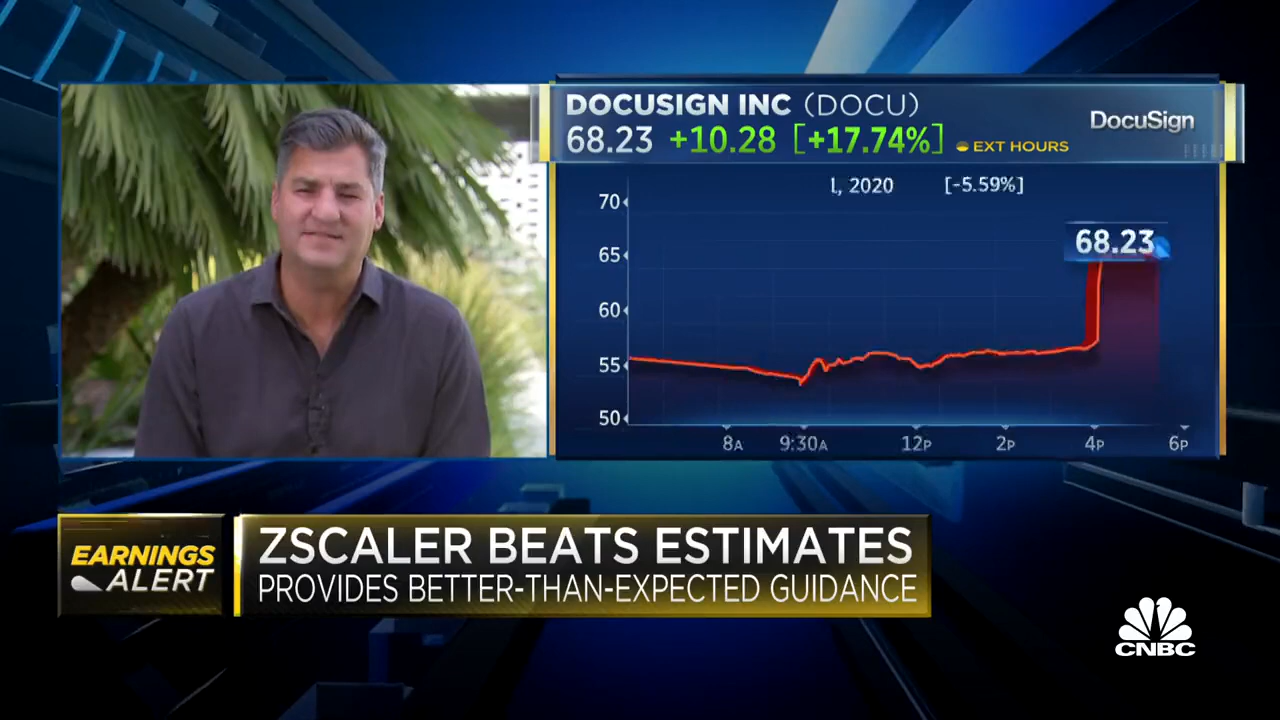 DOCUSIGN INC (DOCU)
68.23 +10.28 [+17.74%] EXT HOURS
DocuSign
, 2020 [-5.59%]
70
68.23
65
60
55
50
8A 9:30A 12P 2P 4P 6P
EARNINGS
ALERT
ZSCALER BEATS ESTIMATES
PROVIDES BETTER-THAN-EXPECTED GUIDANCE
CNBC